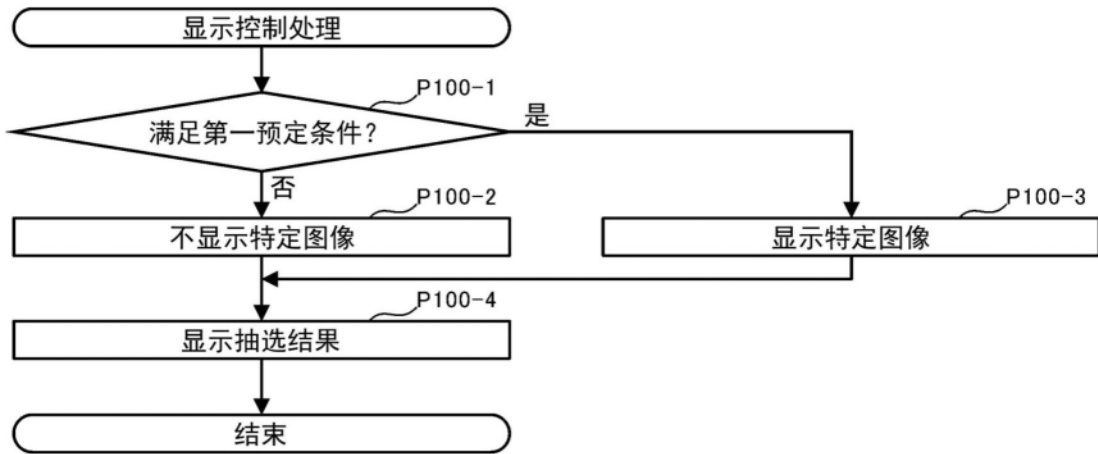 显示控制处理
P100-1
满足第一预定条件?
是
否
P100-2
不显示特定图像
P100-3
显示特定图像
P100-4
显示抽选结果
结束